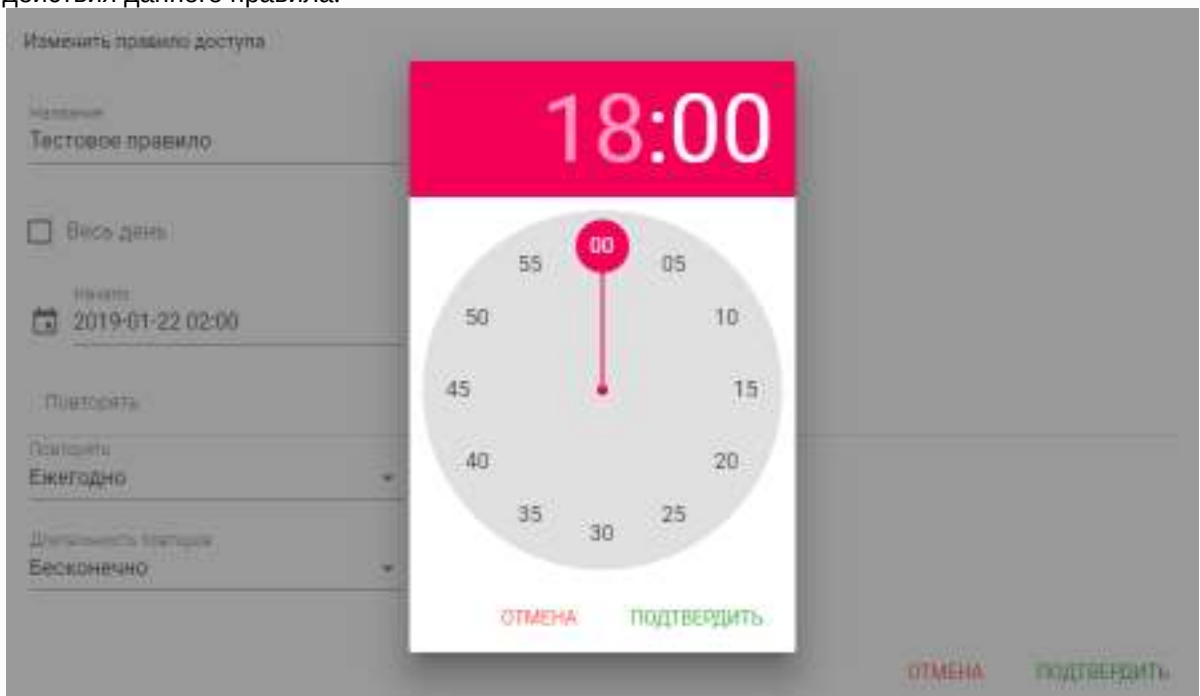 действия данного правила.
Изменить правило доступа
Название
Тестовое правило
Весь день
Начало
2019-01-22 02:00
Повторять
Повторять
Ежегодно
Длительность повтора
Бесконечно
18:00
00
55 05
50 10
45 15
40 20
35 25
30
ОТМЕНА ПОДТВЕРДИТЬ
ОТМЕНА ПОДТВЕРДИТЬ